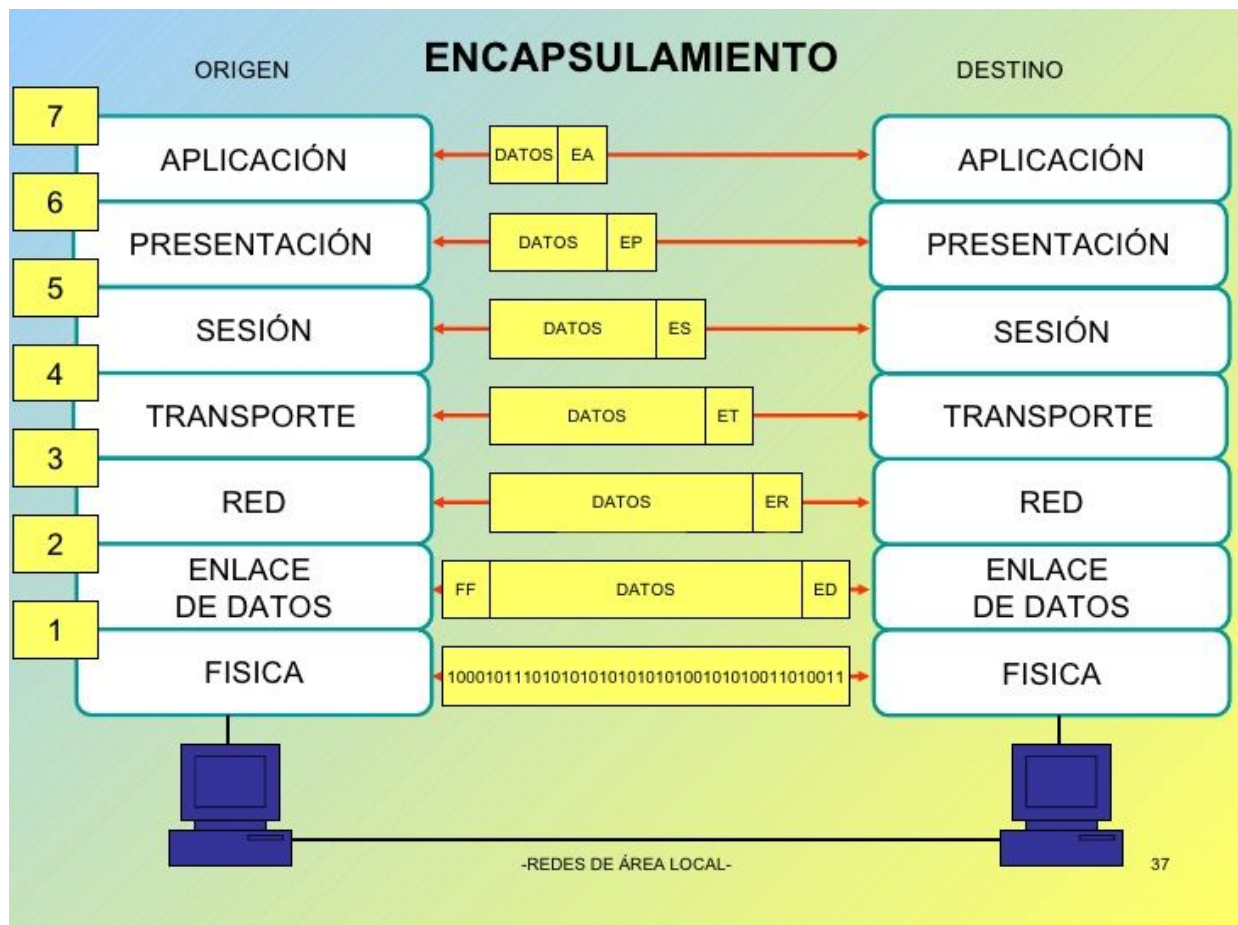 ENCAPSULAMIENTO
ORIGEN
DESTINO
7
APLICACIÓN
DATOS EA
APLICACIÓN
6
PRESENTACIÓN
DATOS EP
PRESENTACIÓN
5
SESIÓN
DATOS ES
SESIÓN
4
TRANSPORTE
DATOS ET
TRANSPORTE
3
RED
DATOS ER
RED
2
ENLACE
DE DATOS
FF DATOS ED
ENLACE
DE DATOS
1
FISICA
100010111010101010101010100101010011010011
FISICA
-REDES DE ÁREA LOCAL-
37